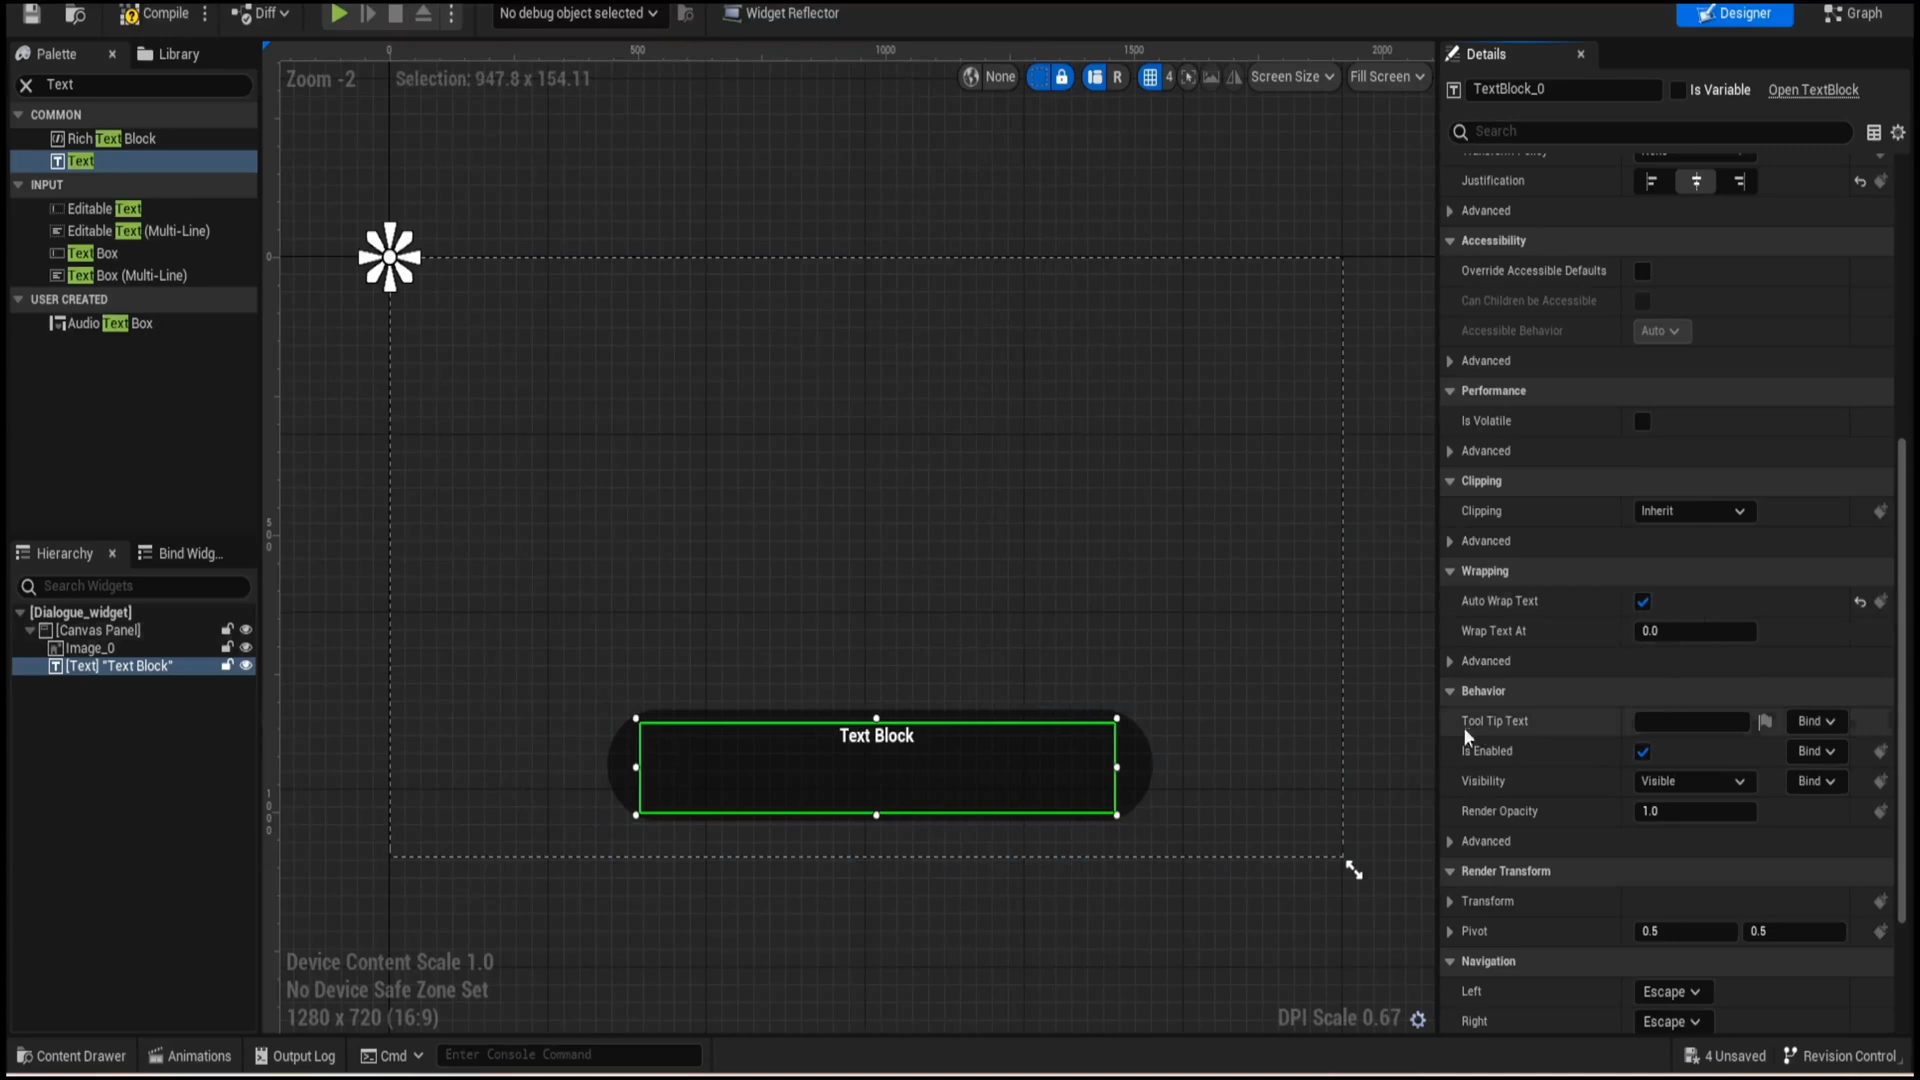 Compile
Diff
No debug object selected
Widget Reflector
Designer
Graph
Palette
Library
Text
COMMON
Rich Text Block
Text
INPUT
Editable Text
Editable Text (Multi-Line)
Text Box
Text Box (Multi-Line)
USER CREATED
Audio Text Box
Hierarchy
Bind Widg...
Search Widgets
[Dialogue_widget]
[Canvas Panel]
Image_0
[Text] "Text Block"
0
500
1000
1500
2000
Zoom -2
Selection: 947.8 x 154.11
None
R
4
Screen Size
Fill Screen
0
500
1000
Text Block
Device Content Scale 1.0
No Device Safe Zone Set
1280 x 720 (16:9)
DPI Scale 0.67
Details
TextBlock_0
Is Variable
Open TextBlock
Search
Justification
Advanced
Accessibility
Override Accessible Defaults
Can Children be Accessible
Accessible Behavior
Auto
Advanced
Performance
Is Volatile
Advanced
Clipping
Clipping
Inherit
Advanced
Wrapping
Auto Wrap Text
Wrap Text At
0.0
Advanced
Behavior
Tool Tip Text
Bind
Is Enabled
Bind
Visibility
Visible
Bind
Render Opacity
1.0
Advanced
Render Transform
Transform
Pivot
0.5
0.5
Navigation
Left
Escape
Right
Escape
Content Drawer
Animations
Output Log
Cmd
Enter Console Command
4 Unsaved
Revision Control